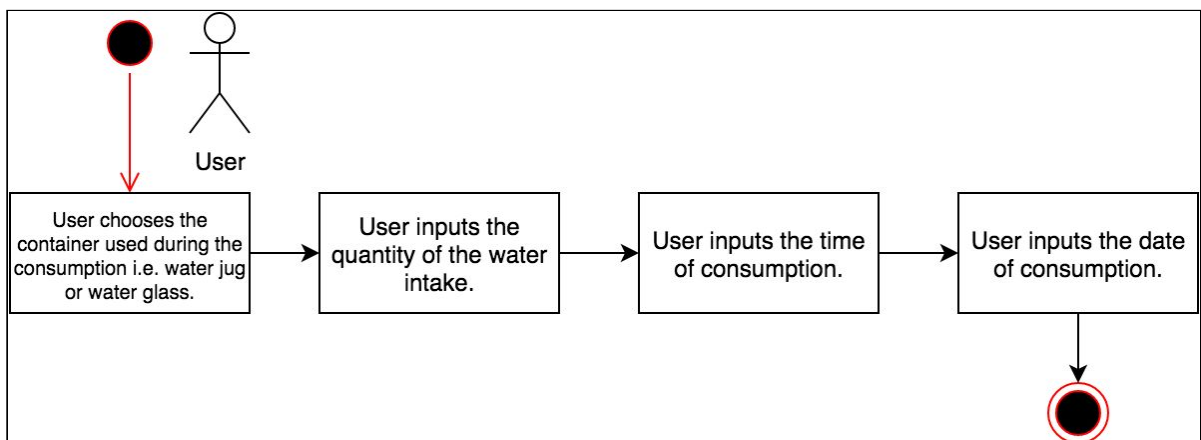 User
User chooses the
container used during the
consumption i.e. water jug
or water glass.
User inputs the
quantity of the water
intake.
User inputs the time
of consumption.
User inputs the date
of consumption.